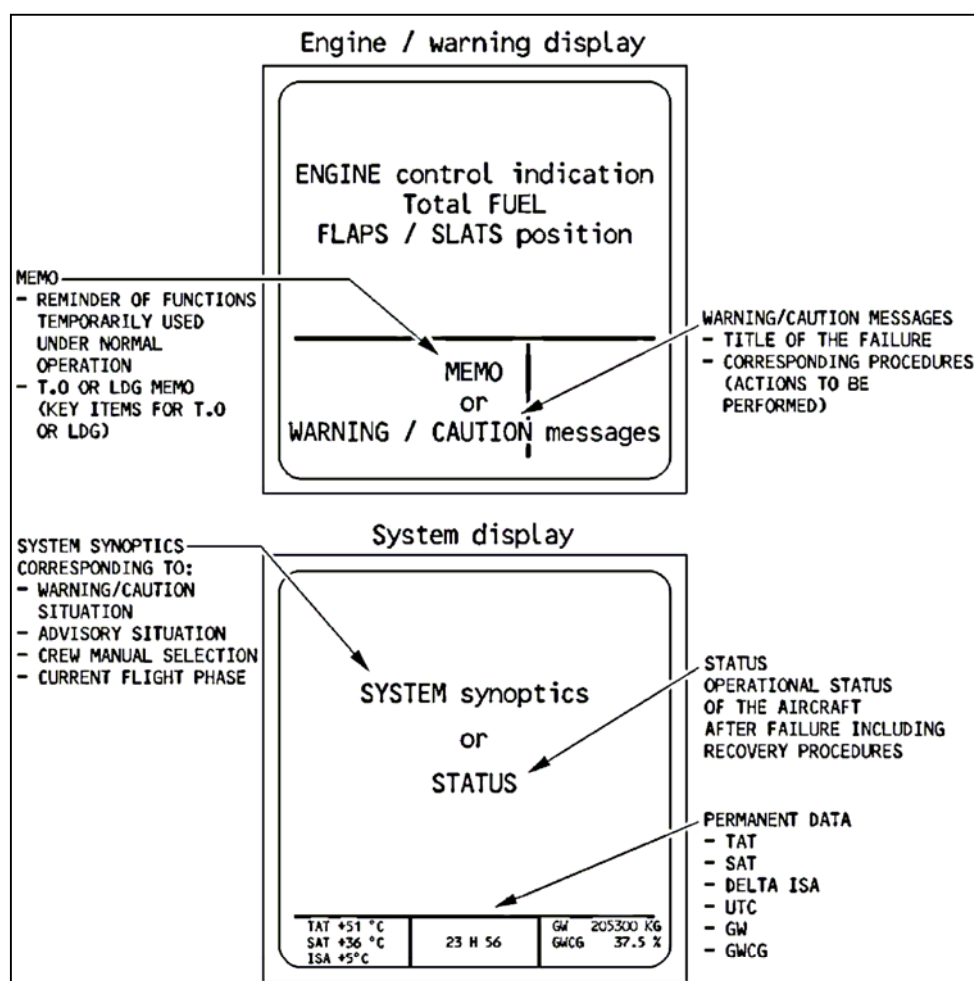 Engine / warning display
ENGINE control indication
Total FUEL
FLAPS / SLATS position
MEMO
- REMINDER OF FUNCTIONS
TEMPORARILY USED
UNDER NORMAL
OPERATION
- T.O OR LDG MEMO
(KEY ITEMS FOR T.O
OR LDG)
MEMO
or
WARNING / CAUTION messages
WARNING/CAUTION MESSAGES
- TITLE OF THE FAILURE
- CORRESPONDING PROCEDURES
(ACTIONS TO BE
PERFORMED)
System display
SYSTEM SYNOPTICS
CORRESPONDING TO:
- WARNING/CAUTION
SITUATION
- ADVISORY SITUATION
- CREW MANUAL SELECTION
- CURRENT FLIGHT PHASE
SYSTEM synoptics
or
STATUS
STATUS
OPERATIONAL STATUS
OF THE AIRCRAFT
AFTER FAILURE INCLUDING
RECOVERY PROCEDURES
PERMANENT DATA
- TAT
- SAT
- DELTA ISA
- UTC
- GW
- GWCG
TAT +51 °C
SAT +36 °C
ISA +5°C
23 H 56
GW 205300 KG
GWCG 37.5 %